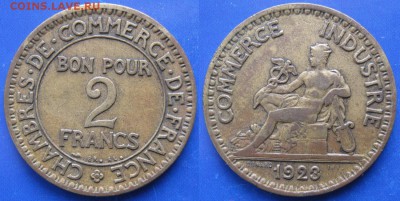 COINS.LAVE.RU
CHAMBRES·DE·COMMERCE·DE·FRANCE
BON POUR
2
FRANCS
COMMERCE INDUSTRIE
1923